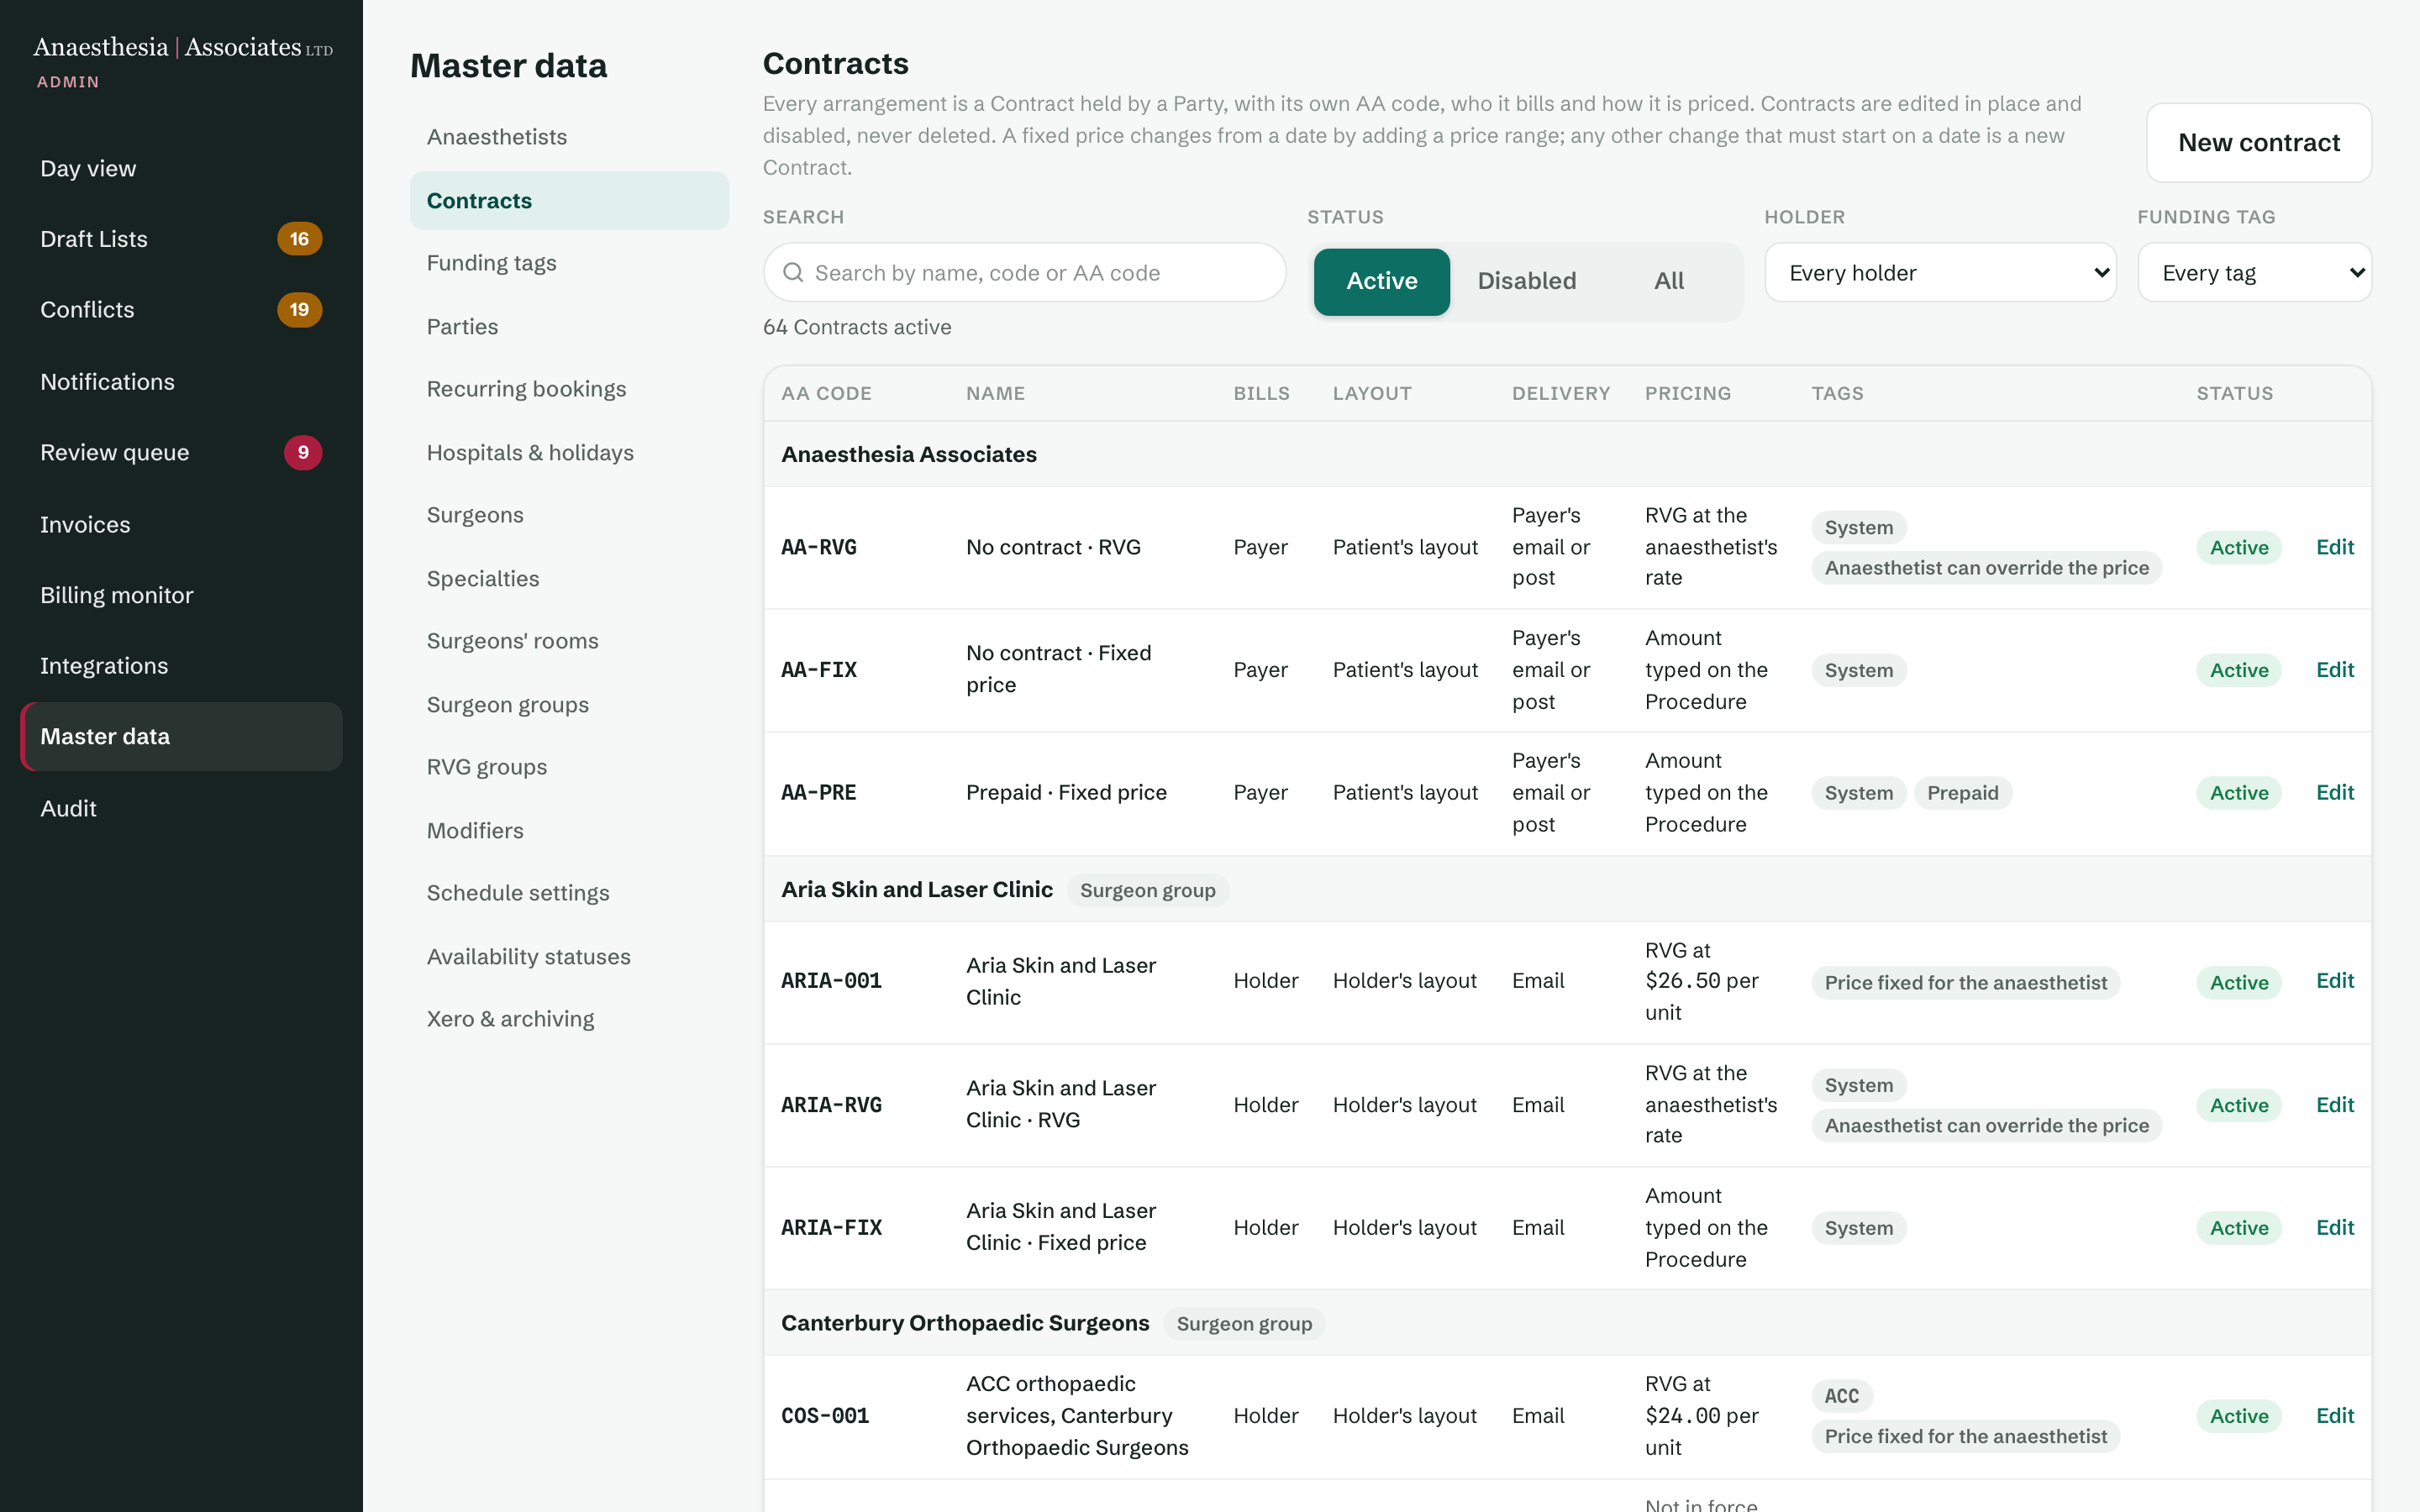 Anaesthesia | Associates LTD
ADMIN
Day view
Draft Lists 16
Conflicts 19
Notifications
Review queue 9
Invoices
Billing monitor
Integrations
Master data
Audit
Master data
Anaesthetists
Contracts
Funding tags
Parties
Recurring bookings
Hospitals & holidays
Surgeons
Specialties
Surgeons' rooms
Surgeon groups
RVG groups
Modifiers
Schedule settings
Availability statuses
Xero & archiving
Contracts
Every arrangement is a Contract held by a Party, with its own AA code, who it bills and how it is priced. Contracts are edited in place and
disabled, never deleted. A fixed price changes from a date by adding a price range; any other change that must start on a date is a new
Contract.
New contract
SEARCH STATUS HOLDER FUNDING TAG
Search by name, code or AA code Active Disabled All Every holder Every tag
64 Contracts active
AA CODE NAME BILLS LAYOUT DELIVERY PRICING TAGS STATUS
Anaesthesia Associates
AA-RVG
No contract · RVG
Payer
Patient's layout
Payer's
email or
post
RVG at the
anaesthetist's
rate
System
Anaesthetist can override the price
Active
Edit
AA-FIX
No contract · Fixed
price
Payer
Patient's layout
Payer's
email or
post
Amount
typed on the
Procedure
System
Active
Edit
AA-PRE
Prepaid · Fixed price
Payer
Patient's layout
Payer's
email or
post
Amount
typed on the
Procedure
System Prepaid
Active
Edit
Aria Skin and Laser Clinic Surgeon group
ARIA-001
Aria Skin and Laser
Clinic
Holder
Holder's layout
Email
RVG at
$26.50 per
unit
Price fixed for the anaesthetist
Active
Edit
ARIA-RVG
Aria Skin and Laser
Clinic · RVG
Holder
Holder's layout
Email
RVG at the
anaesthetist's
rate
System
Anaesthetist can override the price
Active
Edit
ARIA-FIX
Aria Skin and Laser
Clinic · Fixed price
Holder
Holder's layout
Email
Amount
typed on the
Procedure
System
Active
Edit
Canterbury Orthopaedic Surgeons Surgeon group
COS-001
ACC orthopaedic
services, Canterbury
Orthopaedic Surgeons
Holder
Holder's layout
Email
RVG at
$24.00 per
unit
ACC
Price fixed for the anaesthetist
Active
Edit
Not in force